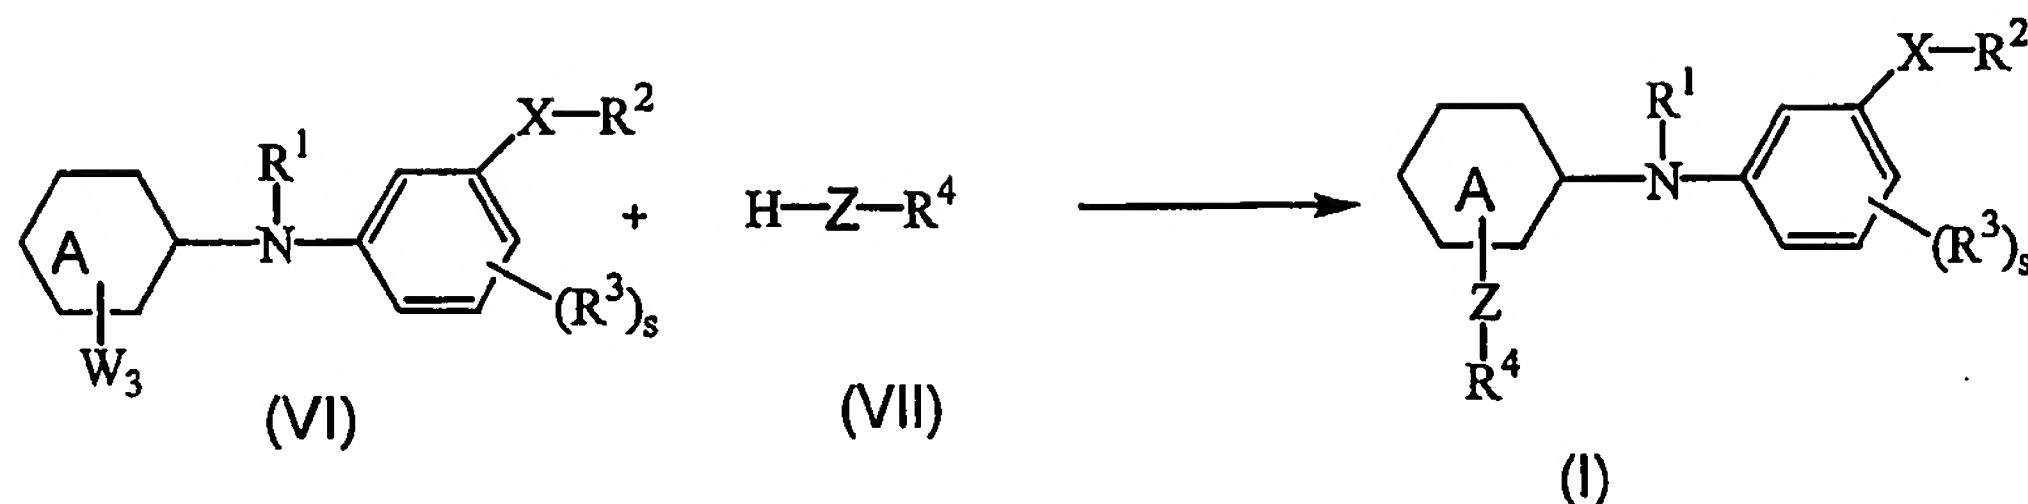 X—R²
R¹
N
A
W₃
(R³)ₛ
(VI)
+
H—Z—R⁴
(VII)
X—R²
R¹
N
A
(R³)ₛ
Z
R⁴
(I)